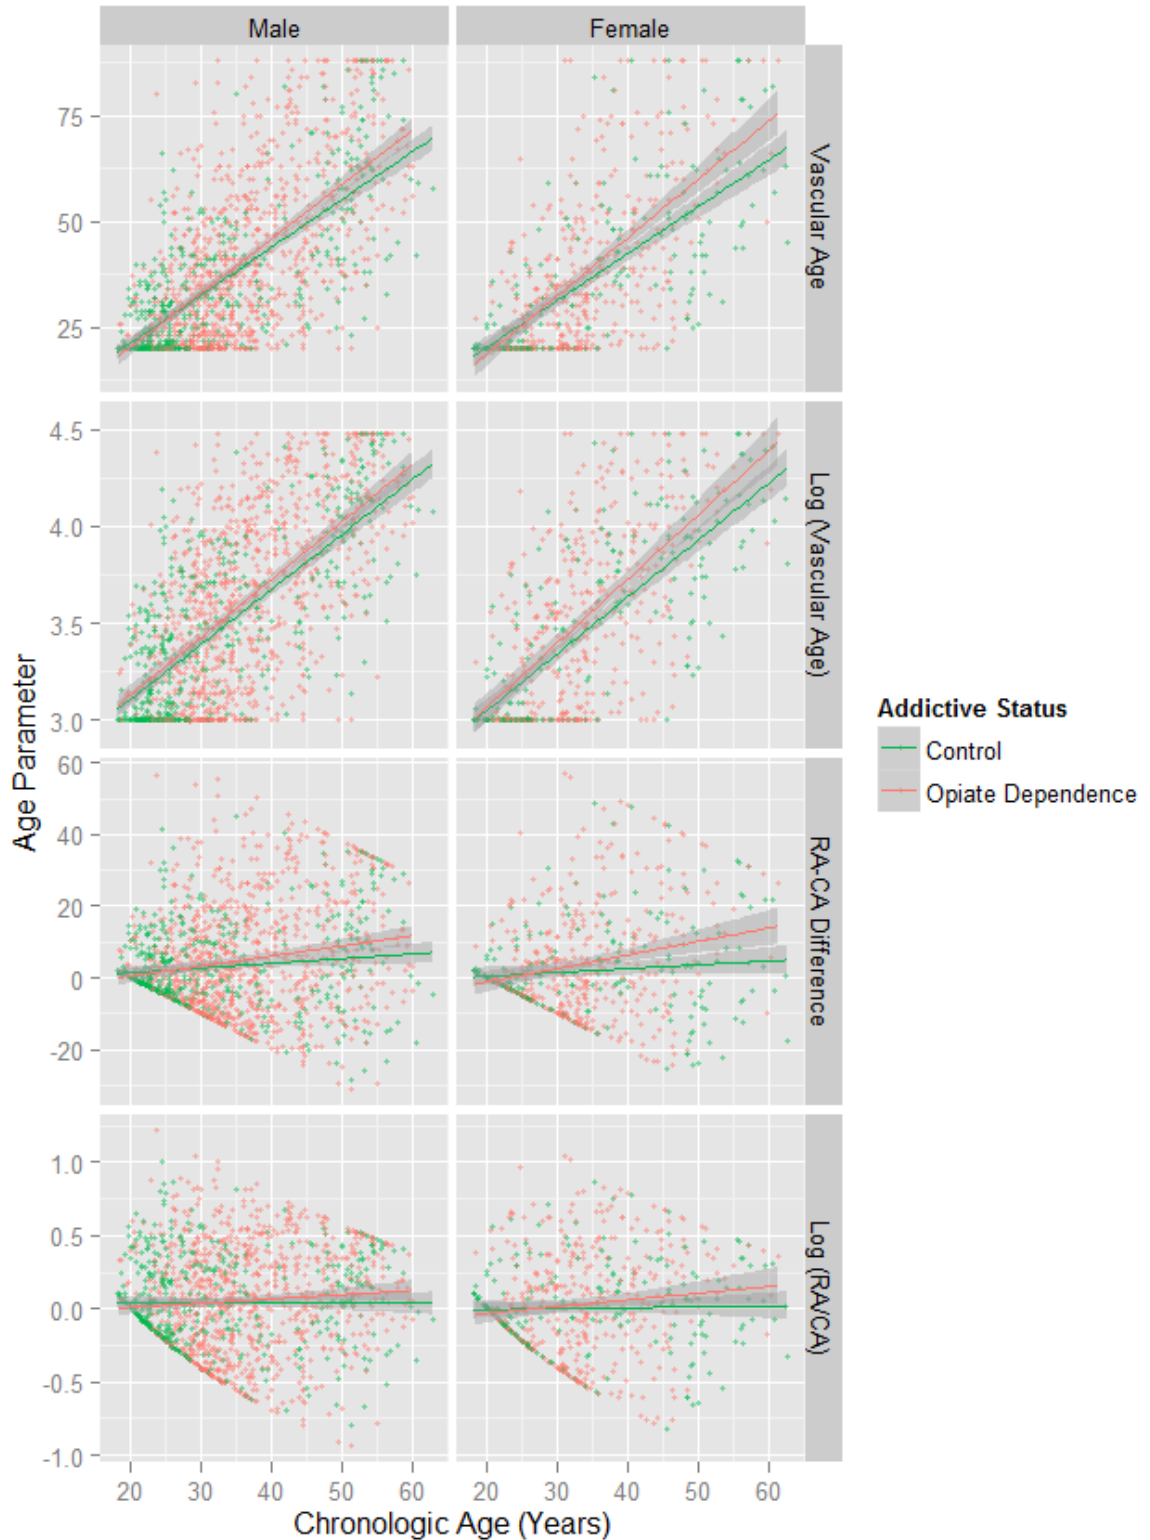 Male
Female
75
50
25
Vascular Age
4.5
4.0
3.5
3.0
Log (Vascular Age)
60
40
20
0
-20
RA-CA Difference
1.0
0.5
0.0
-0.5
-1.0
Log (RA/CA)
20 30 40 50 60
20 30 40 50 60
Chronologic Age (Years)
Age Parameter
Addictive Status
Control
Opiate Dependence